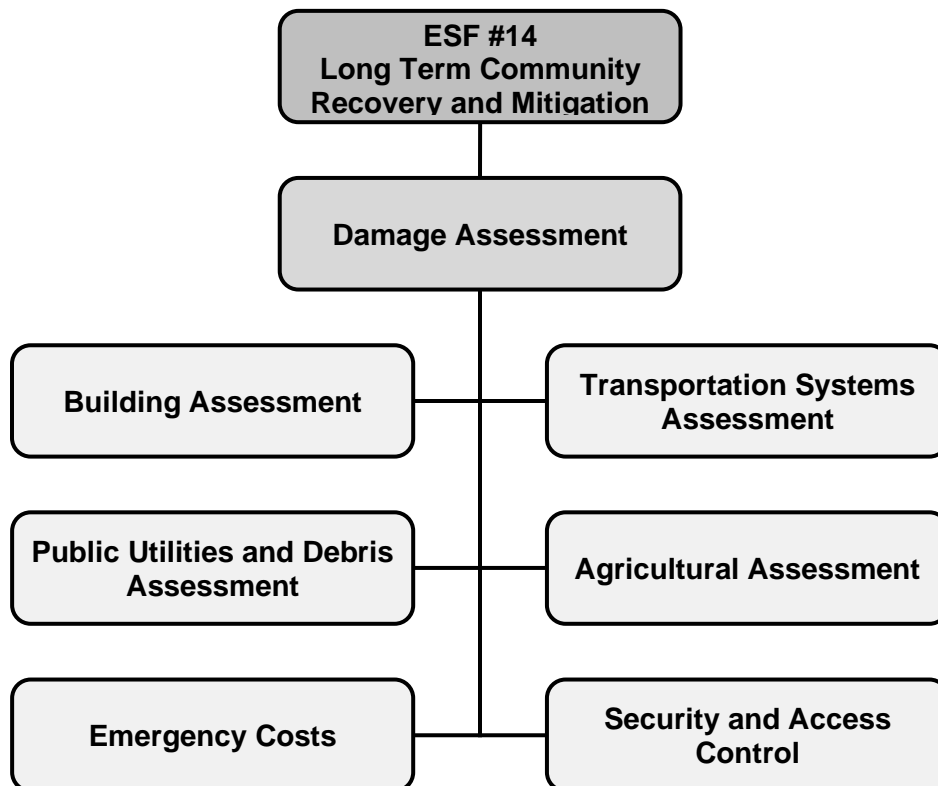 ESF #14
Long Term Community
Recovery and Mitigation
Damage Assessment
Building Assessment
Transportation Systems
Assessment
Public Utilities and Debris
Assessment
Agricultural Assessment
Emergency Costs
Security and Access
Control